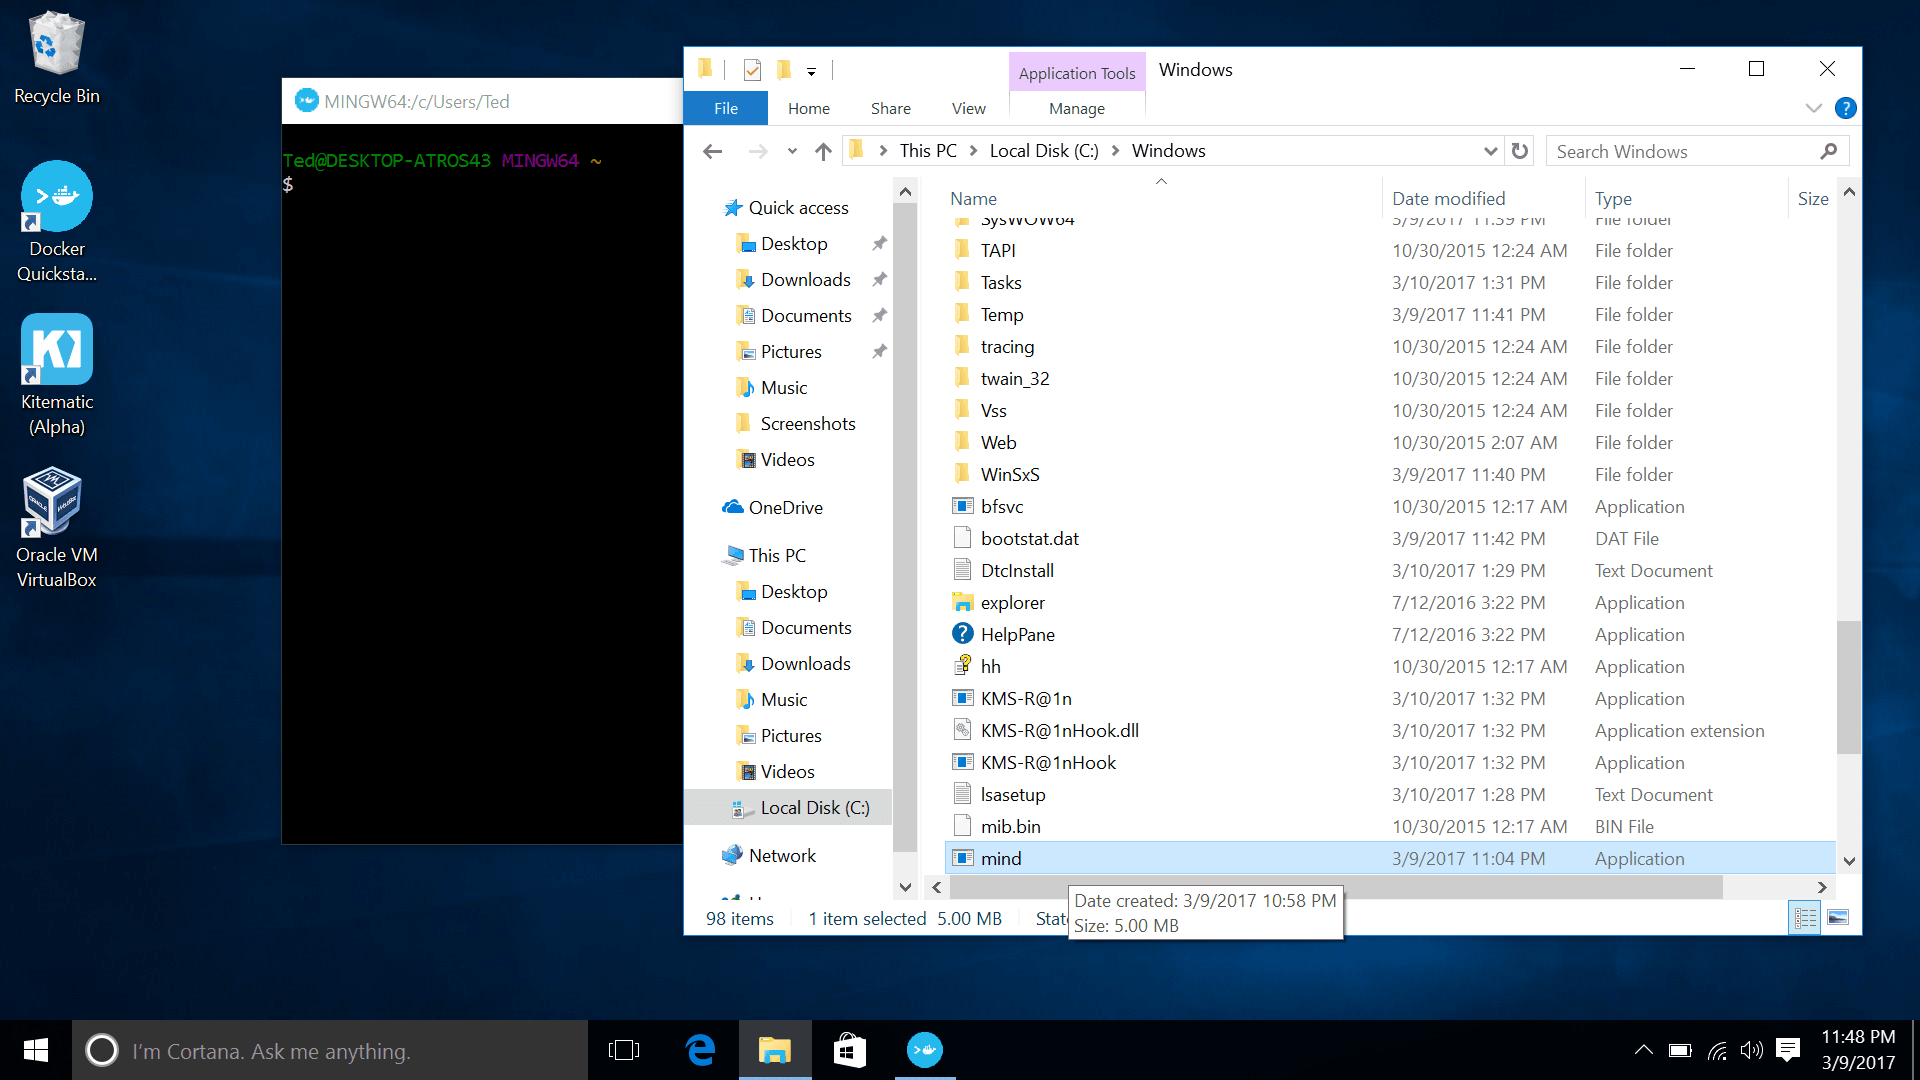 Recycle Bin
Docker
Quicksta...
Kitematic
(Alpha)
Oracle VM
VirtualBox
MINGW64:/c/Users/Ted
Ted@DESKTOP-ATROS43 MINGW64 ~
$
Application Tools
Windows
File
Home
Share
View
Manage
This PC
Local Disk (C:)
Windows
Search Windows
Quick access
Desktop
Downloads
Documents
Pictures
Music
Screenshots
Videos
OneDrive
This PC
Desktop
Documents
Downloads
Music
Pictures
Videos
Local Disk (C:)
Network
Name Date modified Type Size
SysWOW64 3/9/2017 11:39 PM File folder
TAPI 10/30/2015 12:24 AM File folder
Tasks 3/10/2017 1:31 PM File folder
Temp 3/9/2017 11:41 PM File folder
tracing 10/30/2015 12:24 AM File folder
twain_32 10/30/2015 12:24 AM File folder
Vss 10/30/2015 12:24 AM File folder
Web 10/30/2015 2:07 AM File folder
WinSxS 3/9/2017 11:40 PM File folder
bfsvc 10/30/2015 12:17 AM Application
bootstat.dat 3/9/2017 11:42 PM DAT File
DtcInstall 3/10/2017 1:29 PM Text Document
explorer 7/12/2016 3:22 PM Application
HelpPane 7/12/2016 3:22 PM Application
hh 10/30/2015 12:17 AM Application
KMS-R@1n 3/10/2017 1:32 PM Application
KMS-R@1nHook.dll 3/10/2017 1:32 PM Application extension
KMS-R@1nHook 3/10/2017 1:32 PM Application
lsasetup 3/10/2017 1:28 PM Text Document
mib.bin 10/30/2015 12:17 AM BIN File
mind 3/9/2017 11:04 PM Application
98 items 1 item selected 5.00 MB
Date created: 3/9/2017 10:58 PM
Size: 5.00 MB
I'm Cortana. Ask me anything.
11:48 PM
3/9/2017